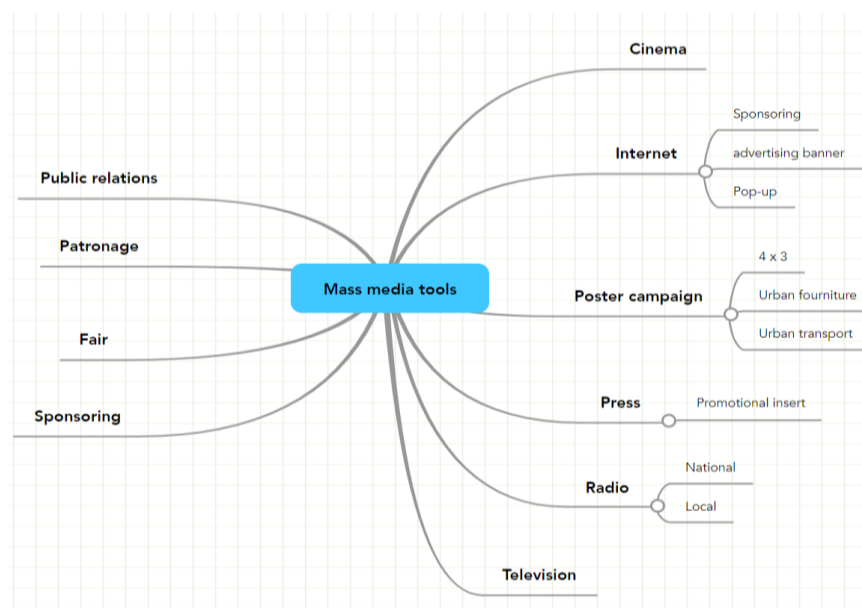 Cinema
Sponsoring
Internet
advertising banner
Pop-up
Public relations
Patronage
4 x 3
Mass media tools
Poster campaign
Urban fourniture
Urban transport
Fair
Press
Promotional insert
Sponsoring
National
Radio
Local
Television